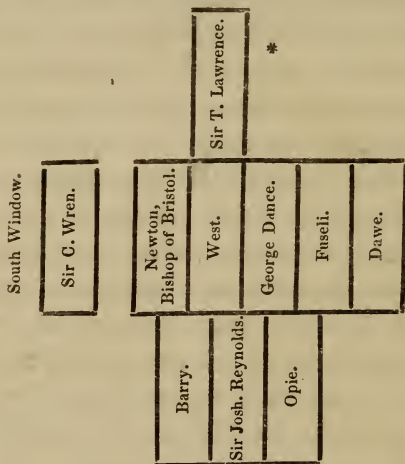 South Window.
Sir C. Wren.
Newton,
Bishop of Bristol.
West.
George Dance.
Fuseli.
Dawe.
Sir T. Lawrence.
*
Barry.
Sir Josh. Reynolds.
Opie.